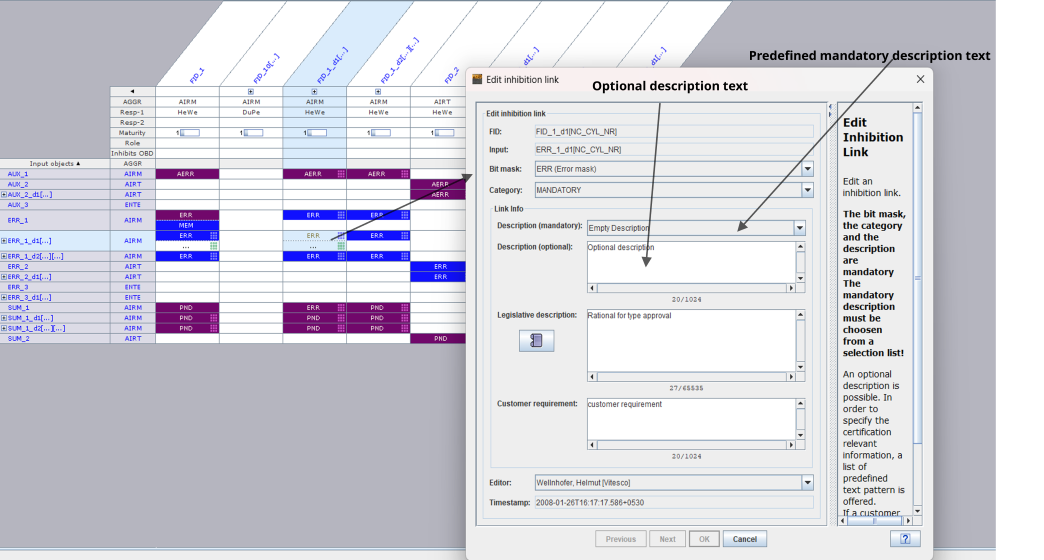 FID_1
FID_10[...]
FID_1_d1[...]
FID_1_d2[...][...]
FID_2
d1[...]
d1[...]
Predefined mandatory description text
AGGR AIRM AIRM AIRM AIRM AIRT
Resp-1 HeWe DuPe HeWe HeWe HeWe
Resp-2
Maturity 1 1 1 1 1
Role
Inhibits OBD
Input objects AGGR
AUX_1 AIRM AERR AERR AERR
AUX_2 AIRT AERR
AUX_2_d1[...] AIRT AERR
AUX_3 ENTE
ERR_1 AIRM ERR ERR ERR
MEM
ERR_1_d1[...] AIRM ERR ERR ERR
... ...
ERR_1_d2[...][...] AIRM ERR ERR ERR
ERR_2 AIRT ERR
ERR_2_d1[...] AIRT ERR
ERR_3 ENTE
ERR_3_d1[...] ENTE
SUM_1 AIRM PND ERR PND
SUM_1_d1[...] AIRM PND PND PND
SUM_1_d2[...][...] AIRM PND PND PND
SUM_2 AIRT PND
Edit inhibition link
Optional description text
Edit inhibition link
FID: FID_1_d1[NC_CYL_NR]
Input: ERR_1_d1[NC_CYL_NR]
Bit mask: ERR (Error mask)
Category: MANDATORY
Link Info
Description (mandatory): Empty Description
Description (optional): Optional description
20/1024
Legislative description: Rational for type approval
27/65535
Customer requirement: customer requirement
20/1024
Editor: Wellnhofer, Helmut [Vitesco]
Timestamp: 2008-01-26T16:17:17.586+0530
Previous Next OK Cancel
Edit
Inhibition
Link
Edit an
inhibition link.
The bit mask,
the category
and the
description
are
mandatory
The
mandatory
description
must be
choosen
from a
selection list!
An optional
description is
possible. In
order to
specify the
certification
relevant
information, a
list of
predefined
text pattern is
offered.
If a customer
?